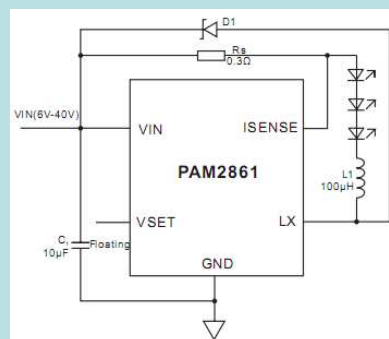 D1
Rs
0.3Ω
VIN(6V-40V)
VIN
ISENSE
PAM2861
L1
100μH
VSET
LX
Floating
C1
10μF
GND